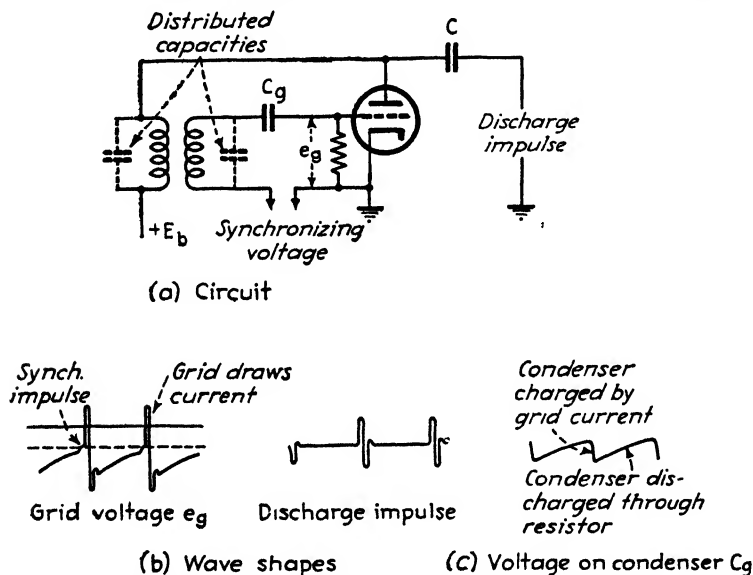 Distributed
capacities
C
Cg
eg
Discharge
impulse
+Eb
Synchronizing
voltage
(a) Circuit
Synch.
impulse
Grid draws
current
Condenser
charged by
grid current
Condenser dis-
charged through
resistor
Grid voltage eg
Discharge impulse
(b) Wave shapes
(c) Voltage on condenser Cg